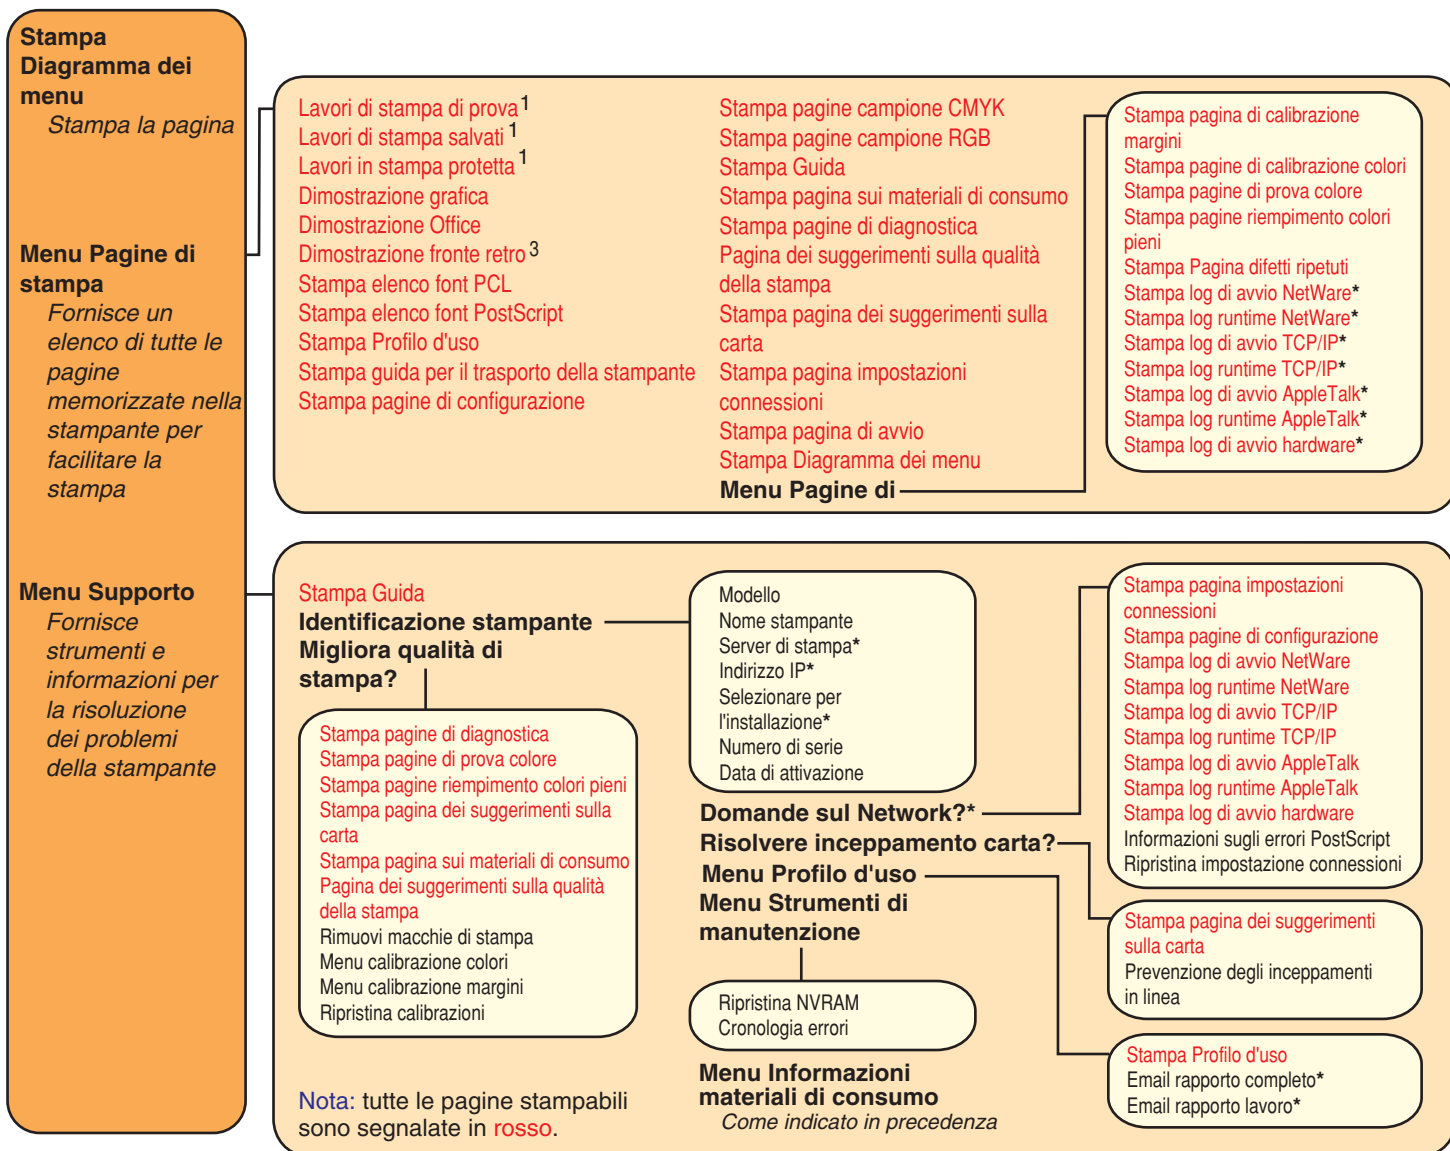 Stampa
Diagramma dei
menu
Stampa la pagina
Menu Pagine di
stampa
Fornisce un
elenco di tutte le
pagine
memorizzate nella
stampante per
facilitare la
stampa
Lavori di stampa di prova 1
Lavori di stampa salvati 1
Lavori in stampa protetta 1
Dimostrazione grafica
Dimostrazione Office
Dimostrazione fronte retro 3
Stampa elenco font PCL
Stampa elenco font PostScript
Stampa Profilo d'uso
Stampa guida per il trasporto della stampante
Stampa pagine di configurazione
Stampa pagine campione CMYK
Stampa pagine campione RGB
Stampa Guida
Stampa pagina sui materiali di consumo
Stampa pagine di diagnostica
Pagina dei suggerimenti sulla qualità
della stampa
Stampa pagina dei suggerimenti sulla
carta
Stampa pagina impostazioni
connessioni
Stampa pagina di avvio
Stampa Diagramma dei menu
Menu Pagine di
Stampa pagina di calibrazione
margini
Stampa pagine di calibrazione colori
Stampa pagine di prova colore
Stampa pagine riempimento colori
pieni
Stampa Pagina difetti ripetuti
Stampa log di avvio NetWare*
Stampa log runtime NetWare*
Stampa log di avvio TCP/IP*
Stampa log runtime TCP/IP*
Stampa log di avvio AppleTalk*
Stampa log runtime AppleTalk*
Stampa log di avvio hardware*
Menu Supporto
Fornisce
strumenti e
informazioni per
la risoluzione
dei problemi
della stampante
Stampa Guida
Identificazione stampante
Migliora qualità di
stampa?
Stampa pagine di diagnostica
Stampa pagine di prova colore
Stampa pagine riempimento colori pieni
Stampa pagina dei suggerimenti sulla
carta
Stampa pagina sui materiali di consumo
Pagina dei suggerimenti sulla qualità
della stampa
Rimuovi macchie di stampa
Menu calibrazione colori
Menu calibrazione margini
Ripristina calibrazioni
Nota: tutte le pagine stampabili
sono segnalate in rosso.
Modello
Nome stampante
Server di stampa*
Indirizzo IP*
Selezionare per
l'installazione*
Numero di serie
Data di attivazione
Domande sul Network?*
Risolvere inceppamento carta?
Menu Profilo d'uso
Menu Strumenti di
manutenzione
Ripristina NVRAM
Cronologia errori
Menu Informazioni
materiali di consumo
Come indicato in precedenza
Stampa pagina impostazioni
connessioni
Stampa pagine di configurazione
Stampa log di avvio NetWare
Stampa log runtime NetWare
Stampa log di avvio TCP/IP
Stampa log runtime TCP/IP
Stampa log di avvio AppleTalk
Stampa log runtime AppleTalk
Stampa log di avvio hardware
Informazioni sugli errori PostScript
Ripristina impostazione connessioni
Stampa pagina dei suggerimenti
sulla carta
Prevenzione degli inceppamenti
in linea
Stampa Profilo d'uso
Email rapporto completo*
Email rapporto lavoro*